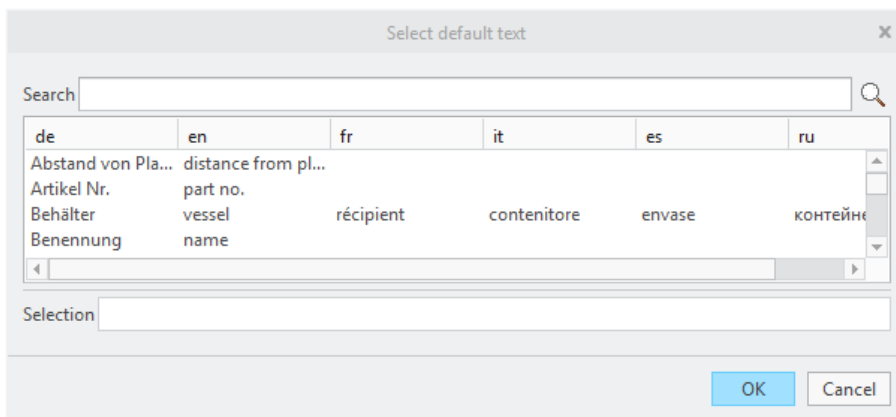 Select default text x
Search
de en fr it es ru
Abstand von Pla... distance from pl...
Artikel Nr. part no.
Behälter vessel récipient contenitore envase контейне
Benennung name
Selection
OK Cancel